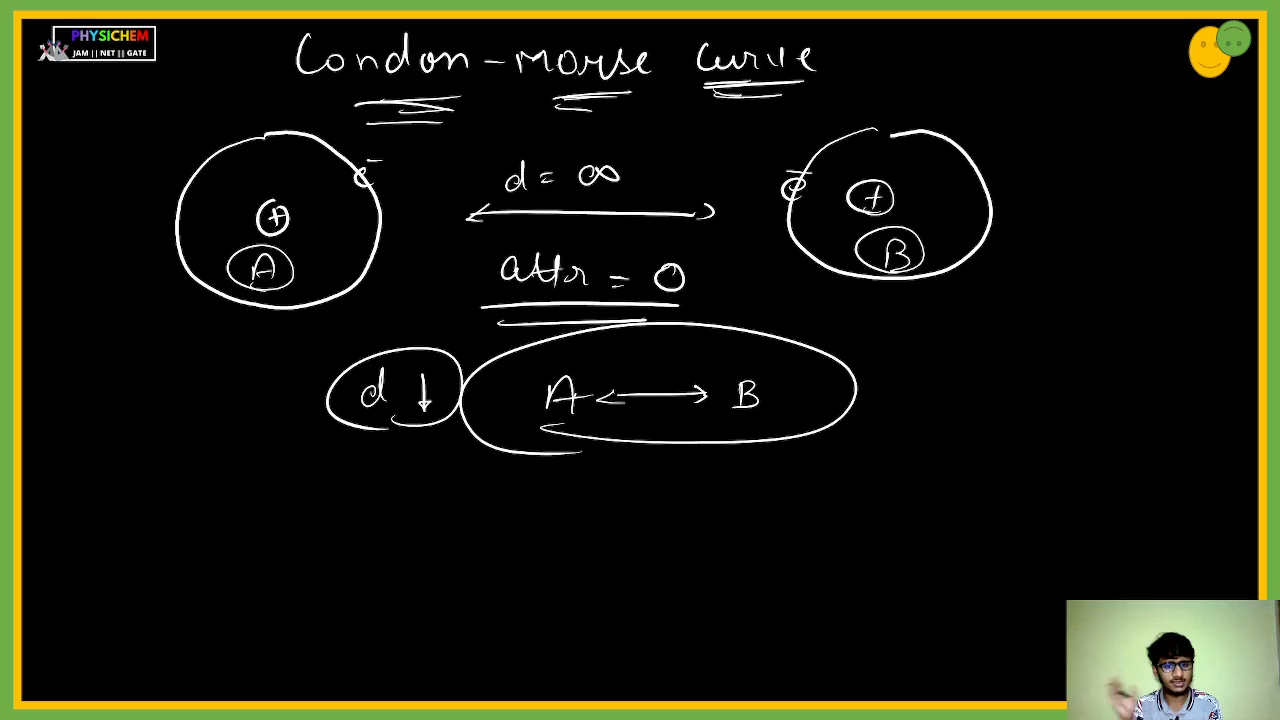 PHYSICHEM
JAM || NET || GATE
Condon-morse curve
e⁻
d = ∞
e⁻
+
+
A
attr = 0
B
d ↓ A ⟷ B